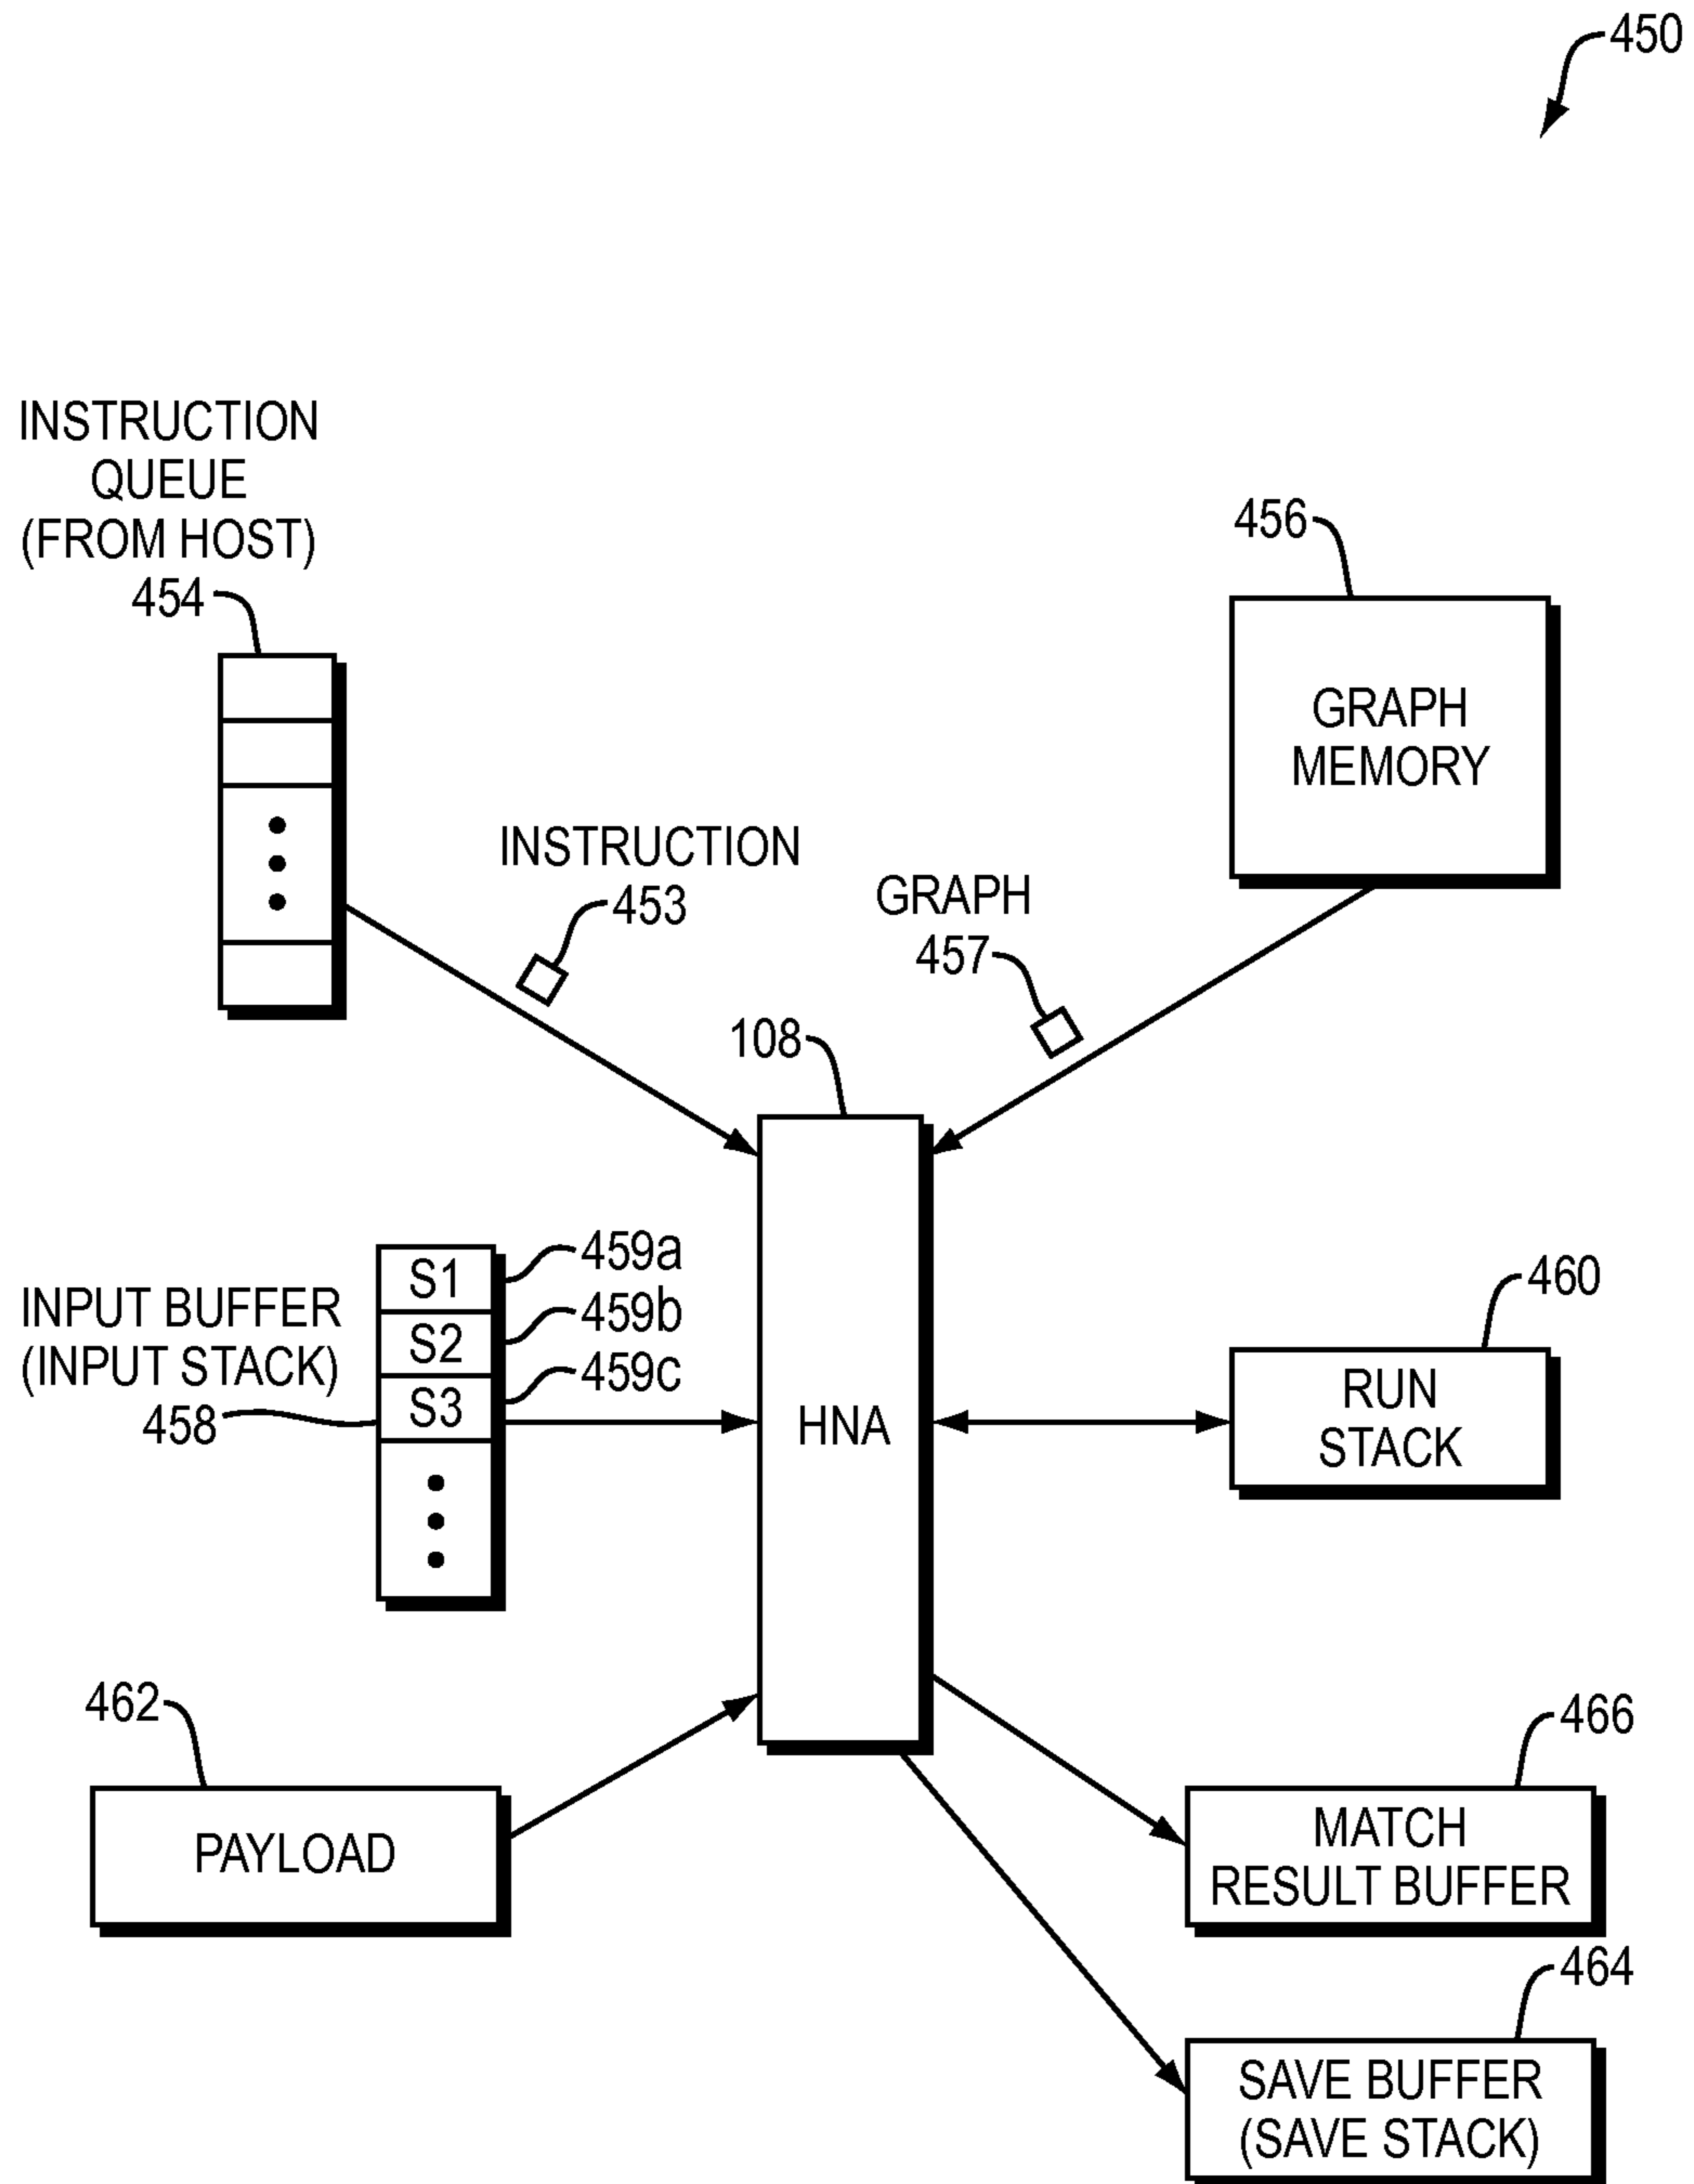 450
INSTRUCTION
QUEUE
(FROM HOST)
454
456
GRAPH
MEMORY
INSTRUCTION
453
GRAPH
457
108
HNA
INPUT BUFFER
(INPUT STACK)
458
S1
S2
S3
459a
459b
459c
460
RUN
STACK
462
PAYLOAD
466
MATCH
RESULT BUFFER
464
SAVE BUFFER
(SAVE STACK)